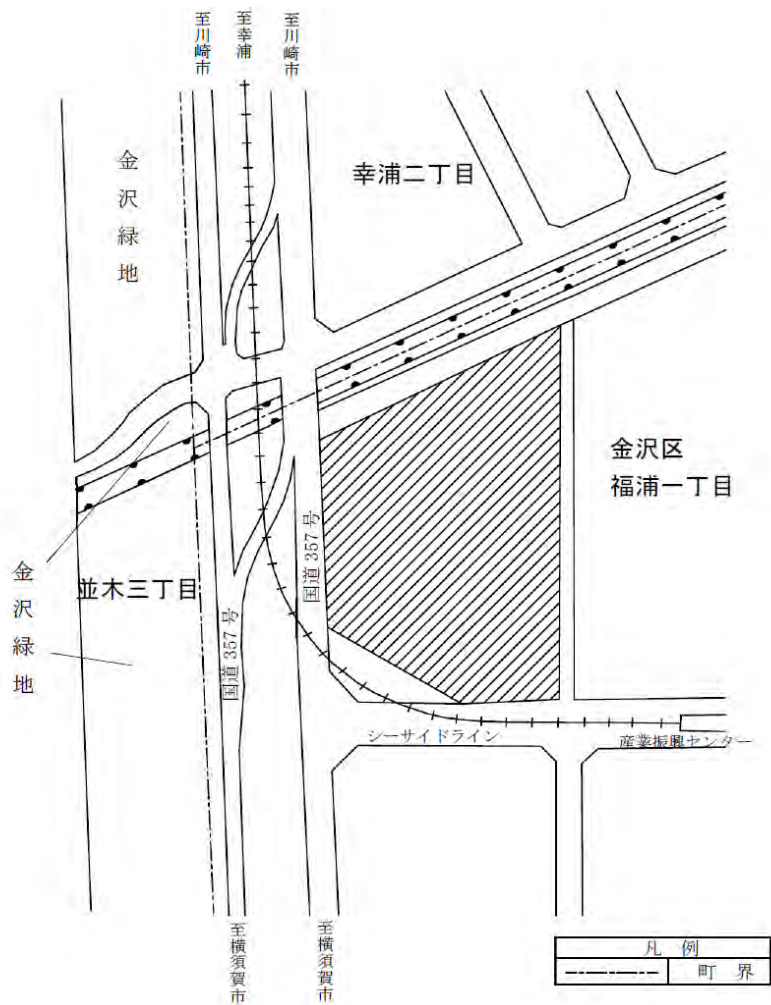 至川崎市
至幸浦
至川崎市
金沢緑地
幸浦二丁目
金沢区
福浦一丁目
国道357号
金沢緑地
並木三丁目
国道357号
シーサイドライン
産業振興センター
至横須賀市
至横須賀市
凡例
町界